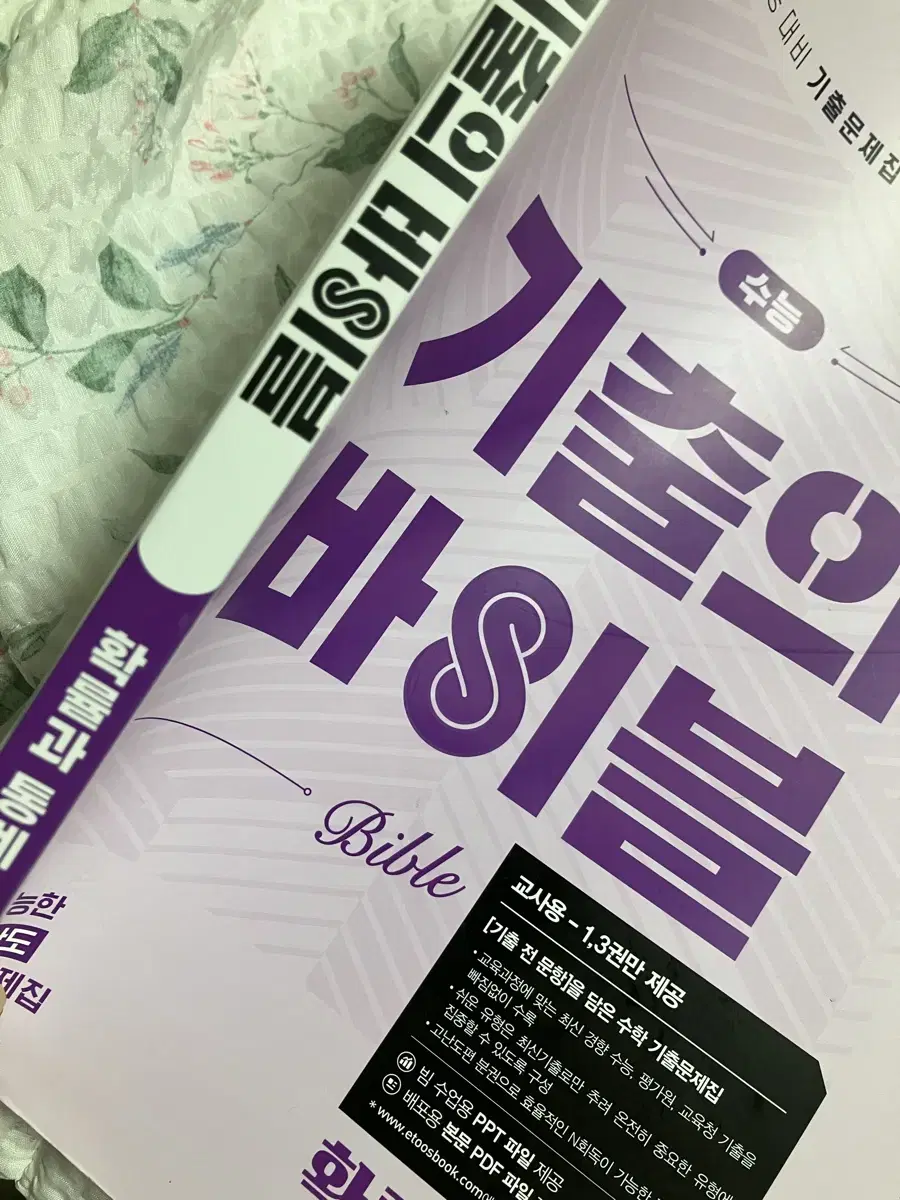 기출의 바이블
확률과 통계
대비 기출문제집
수능
기출의
바이블
Bible
능한
제집
교사용 - 1,3권만 제공
[기출 전 문항]을 담은 수학 기출문제집
• 교육과정에 맞는 최신 경향 수능, 평가원, 교육청 기출을
빠짐없이 수록
• 쉬운 유형은 최신기출로만 추려 온전히 중요한 유형에
집중할 수 있도록 구성
• 고난도편 분권으로 효율적인 N회독이 가능한
빔 수업용 PPT 파일 제공
배포용 본문 PDF 파일
* www.etoosbook.com